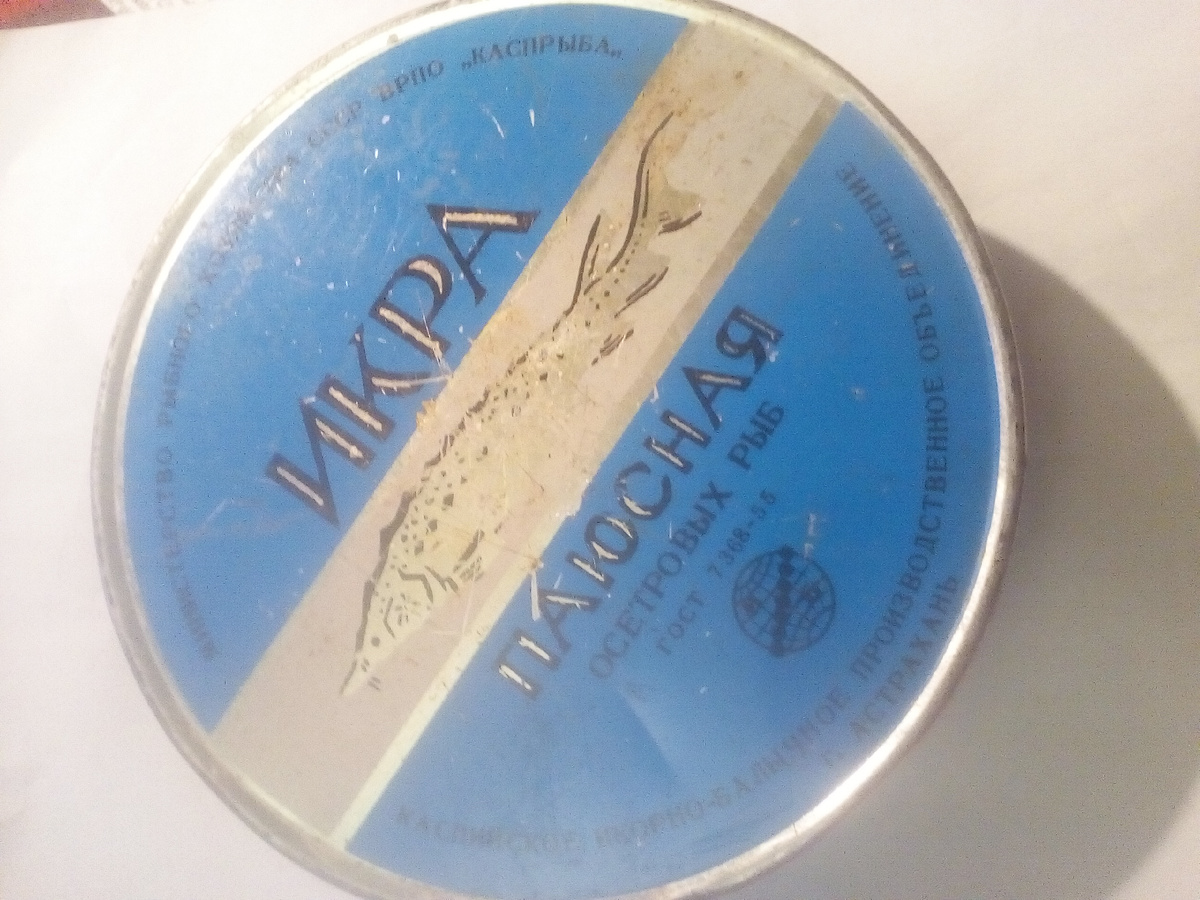 МИНИСТЕРСТВО РЫБНОГО ХОЗЯЙСТВА СССР ВРПО „КАСПРЫБА„
ИКРА
ПАЮСНАЯ
ОСЕТРОВЫХ РЫБ
ГОСТ 7368-55
КАСПИЙСКОЕ ИКОРНО-БАЛЫЧНОЕ ПРОИЗВОДСТВЕННОЕ ОБЪЕДИНЕНИЕ
Г. АСТРАХАНЬ